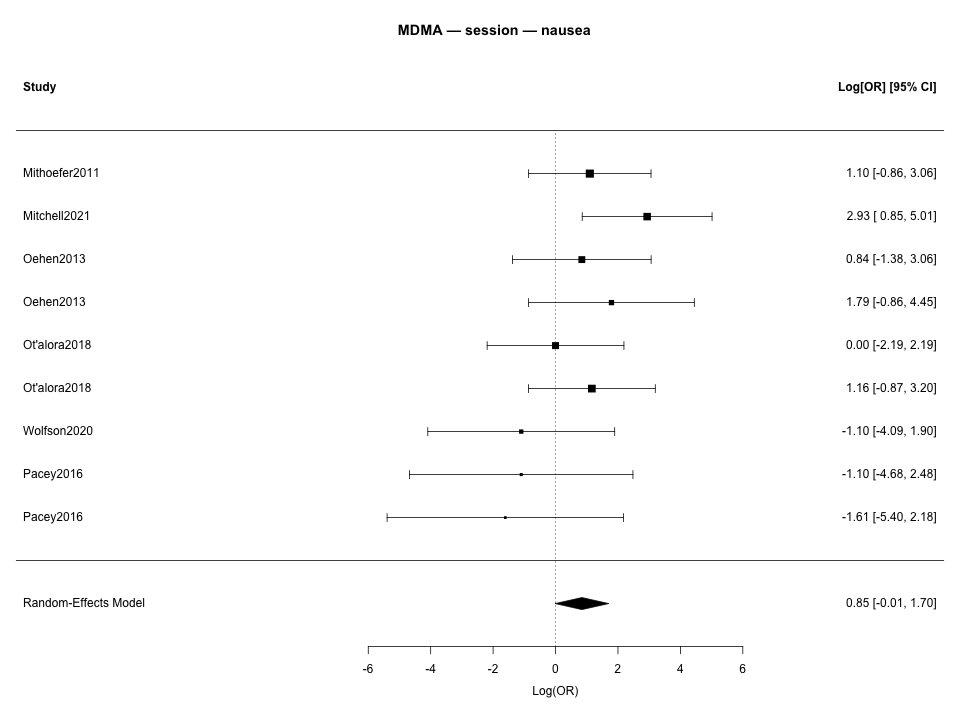 MDMA — session — nausea
Study Log[OR] [95% CI]
Mithoefer2011 1.10 [-0.86, 3.06]
Mitchell2021 2.93 [ 0.85, 5.01]
Oehen2013 0.84 [-1.38, 3.06]
Oehen2013 1.79 [-0.86, 4.45]
Ot'alora2018 0.00 [-2.19, 2.19]
Ot'alora2018 1.16 [-0.87, 3.20]
Wolfson2020 -1.10 [-4.09, 1.90]
Pacey2016 -1.10 [-4.68, 2.48]
Pacey2016 -1.61 [-5.40, 2.18]
Random-Effects Model 0.85 [-0.01, 1.70]
-6 -4 -2 0 2 4 6
Log(OR)